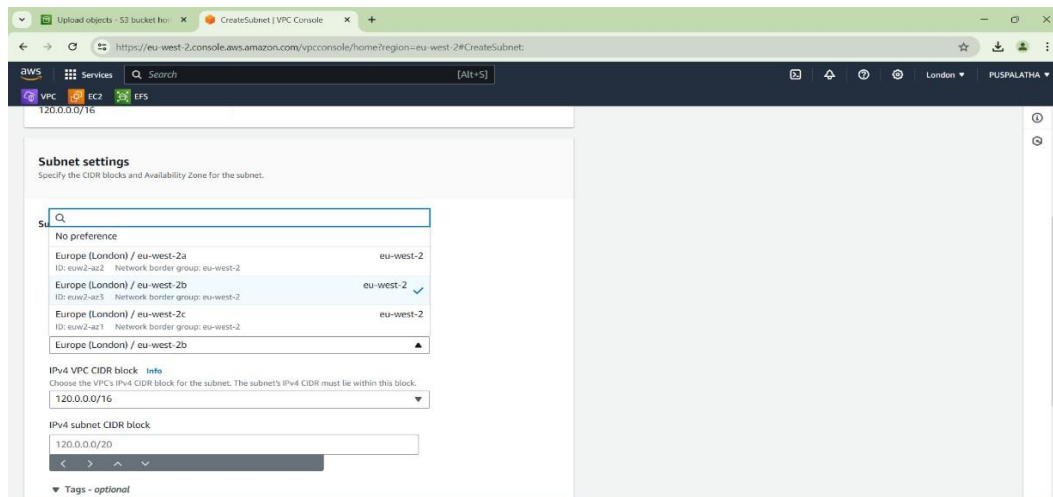 Upload objects - S3 bucket hon
CreateSubnet | VPC Console
https://eu-west-2.console.aws.amazon.com/vpcconsole/home?region=eu-west-2#CreateSubnet:
aws Services Search [Alt+S] London ▼ PUSPALATHA ▼
VPC EC2 EFS
120.0.0.0/16
Subnet settings
Specify the CIDR blocks and Availability Zone for the subnet.
Su
No preference
Europe (London) / eu-west-2a eu-west-2
ID: euw2-az2 Network border group: eu-west-2
Europe (London) / eu-west-2b eu-west-2
ID: euw2-az3 Network border group: eu-west-2
Europe (London) / eu-west-2c eu-west-2
ID: euw2-az1 Network border group: eu-west-2
Europe (London) / eu-west-2b
IPv4 VPC CIDR block Info
Choose the VPC's IPv4 CIDR block for the subnet. The subnet's IPv4 CIDR must lie within this block.
120.0.0.0/16
IPv4 subnet CIDR block
120.0.0.0/20
▼ Tags - optional